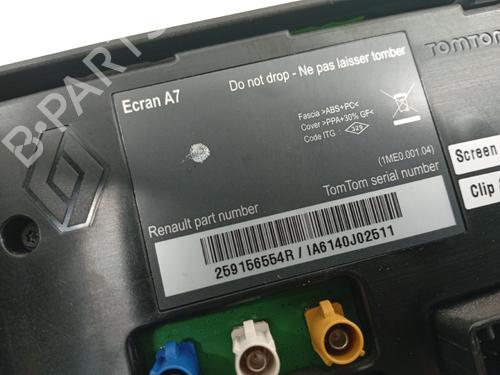 B-PARTS
TOMTOM
Ecran A7
Do not drop - Ne pas laisser tomber
Fascia >ABS+PC<
Cover >PPA+30% GF<
Code ITG :
(1ME0.001.04)
Screen
Clip
Renault part number
TomTom serial number
259156554R / IA6140J02511